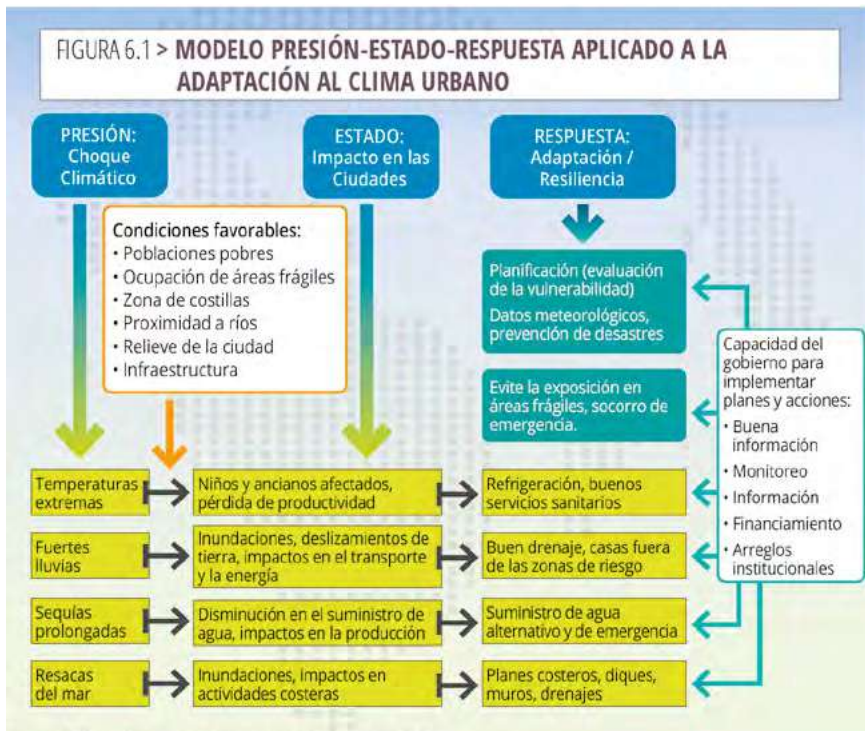 FIGURA 6.1 > MODELO PRESIÓN-ESTADO-RESPUESTA APLICADO A LA
ADAPTACIÓN AL CLIMA URBANO
PRESIÓN:
Choque
Climático
ESTADO:
Impacto en las
Ciudades
RESPUESTA:
Adaptación /
Resiliencia
Condiciones favorables:
• Poblaciones pobres
• Ocupación de áreas frágiles
• Zona de costillas
• Proximidad a ríos
• Relieve de la ciudad
• Infraestructura
Planificación (evaluación
de la vulnerabilidad)
Datos meteorológicos,
prevención de desastres
Evite la exposición en
áreas frágiles, socorro de
emergencia.
Capacidad del
gobierno para
implementar
planes y acciones:
• Buena
información
• Monitoreo
• Información
• Financiamiento
• Arreglos
institucionales
Temperaturas
extremas
Niños y ancianos afectados,
pérdida de productividad
Refrigeración, buenos
servicios sanitarios
Fuertes
lluvías
Inundaciones, deslizamientos de
tierra, impactos en el transporte
y la energía
Buen drenaje, casas fuera
de las zonas de riesgo
Sequías
prolongadas
Disminución en el suministro de
agua, impactos en la producción
Suministro de agua
alternativo y de emergencia
Resacas
del mar
Inundaciones, impactos en
actividades costeras
Planes costeros, diques,
muros, drenajes